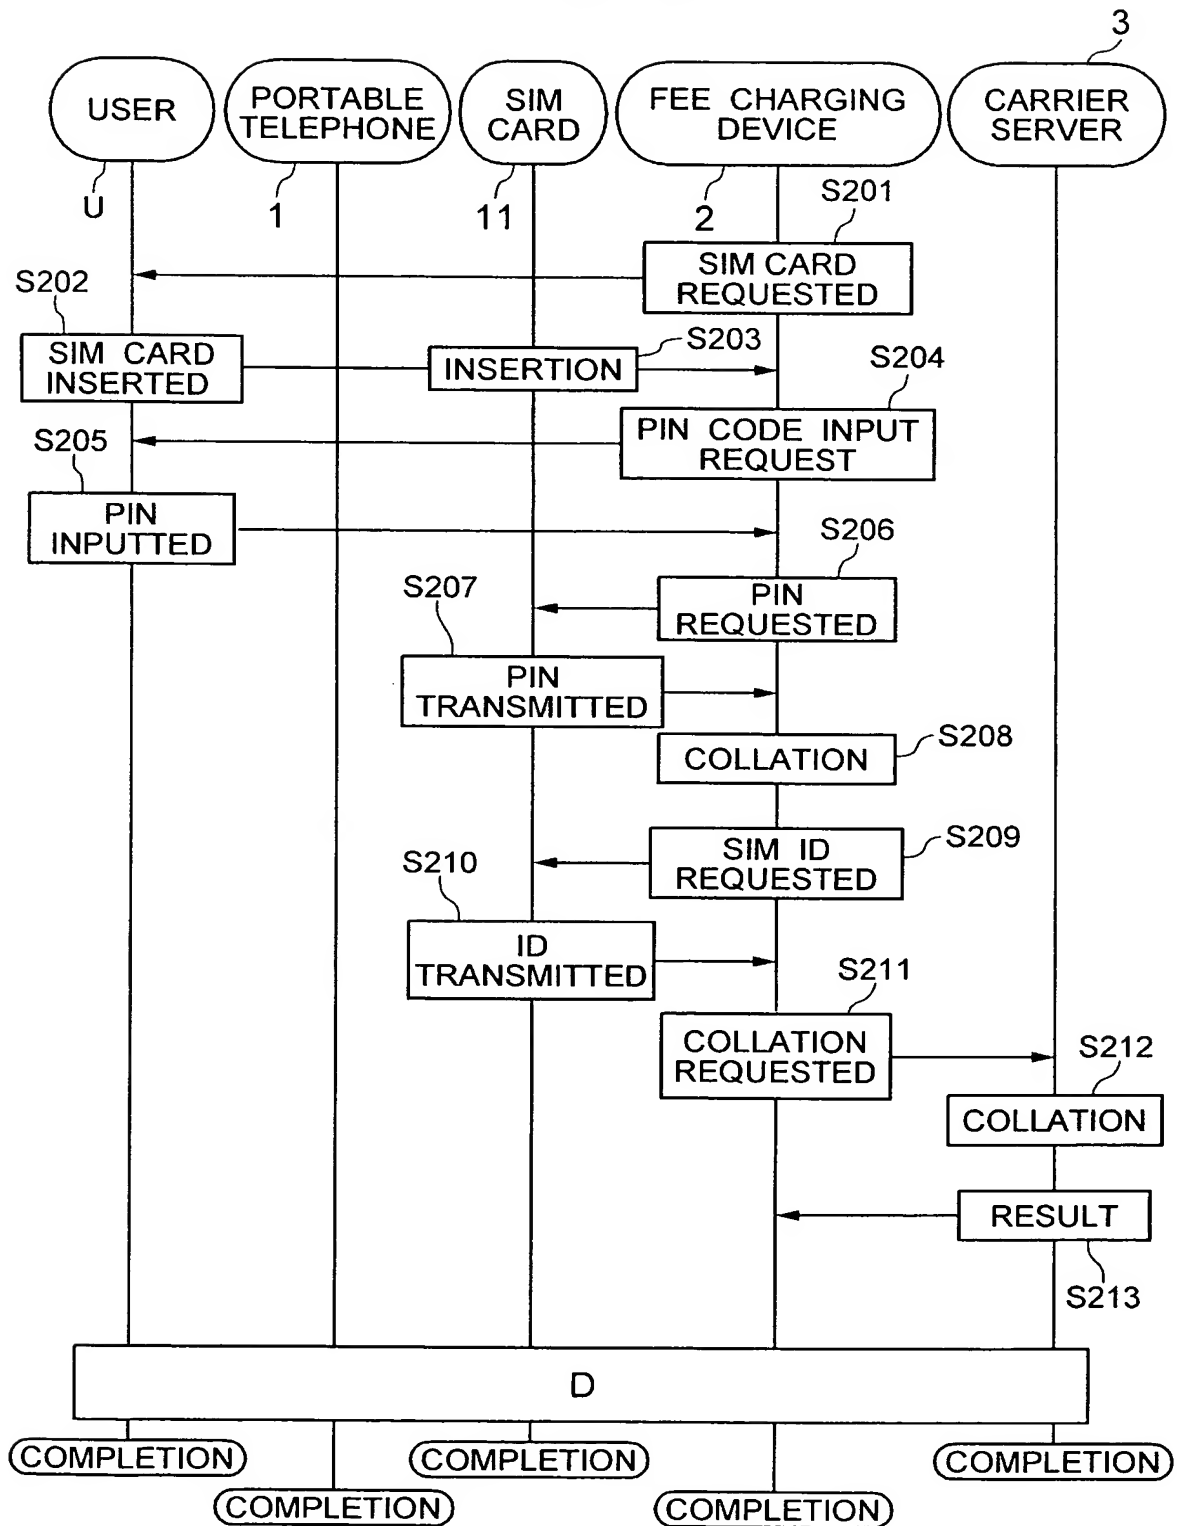 3
USER
PORTABLE
TELEPHONE
SIM
CARD
FEE CHARGING
DEVICE
CARRIER
SERVER
U
1
11
2
S201
SIM CARD
REQUESTED
S202
SIM CARD
INSERTED
S203
INSERTION
S204
PIN CODE INPUT
REQUEST
S205
PIN
INPUTTED
S206
PIN
REQUESTED
S207
PIN
TRANSMITTED
S208
COLLATION
S209
SIM ID
REQUESTED
S210
ID
TRANSMITTED
S211
COLLATION
REQUESTED
S212
COLLATION
RESULT
S213
D
COMPLETION
COMPLETION
COMPLETION
COMPLETION
COMPLETION